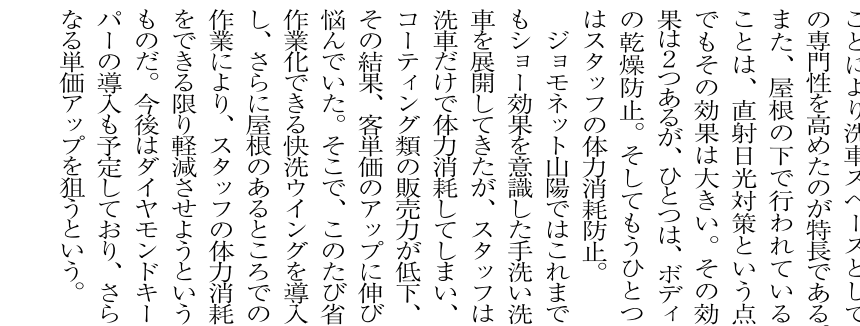 ことにより洗車スペースとして
の専門性を高めたのが特長である。
また、屋根の下で行われている
ことは、直射日光対策という点
でもその効果は大きい。その効
果は2つあるが、ひとつは、ボディ
の乾燥防止。そしてもうひとつ
はスタッフの体力消耗防止。
ジョモネット山陽ではこれまで
もショー効果を意識した手洗い洗
車を展開してきたが、スタッフは
洗車だけで体力消耗してしまい、
コーティング類の販売力が低下、
その結果、客単価のアップに伸び
悩んでいた。そこで、このたび省
作業化できる快洗ウイングを導入
し、さらに屋根のあるところでの
作業により、スタッフの体力消耗
をできる限り軽減させようという
ものだ。今後はダイヤモンドキー
パーの導入も予定しており、さら
なる単価アップを狙うという。